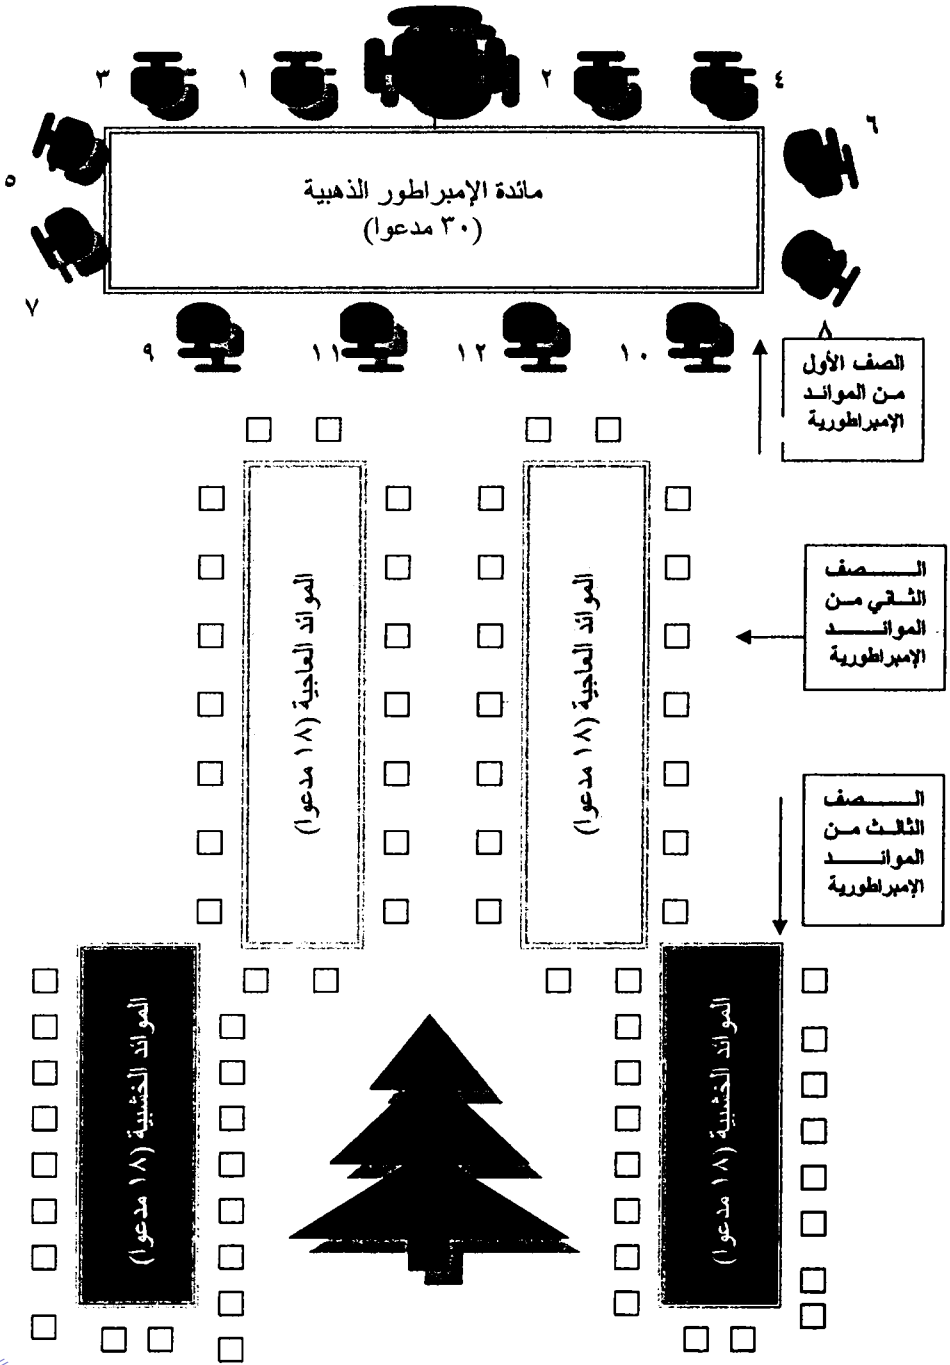 ٣ ١ ٢ ٤
٦
٥
مائدة الإمبراطور الذهبية
(٣٠ مدعوا)
٧
٨
٩ ١١ ١٢ ١٠
الصف الأول
من الموائد
الإمبراطورية
الموائد العاجية (١٨ مدعوا)
الموائد العاجية (١٨ مدعوا)
الصف
الثاني من
الموائد
الإمبراطورية
الصف
الثالث من
الموائد
الإمبراطورية
الموائد الخشبية (١٨ مدعوا)
الموائد الخشبية (١٨ مدعوا)